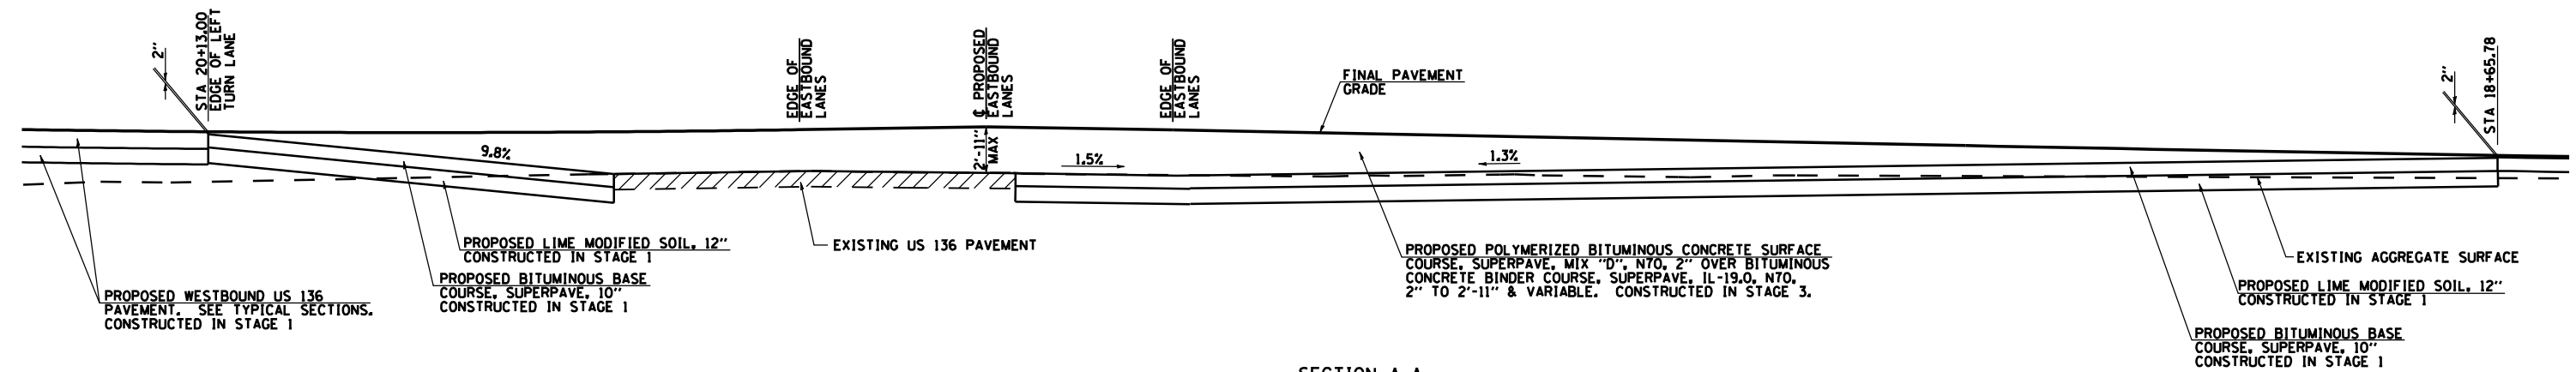 2"
STA 20+13.00
EDGE OF LEFT
TURN LANE
EDGE OF
EASTBOUND
LANES
℄ PROPOSED
EASTBOUND
LANES
EDGE OF
EASTBOUND
LANES
FINAL PAVEMENT
GRADE
2"
STA 18+65.78
9.8%
2'-11"
MAX
1.5%
1.3%
PROPOSED LIME MODIFIED SOIL, 12"
CONSTRUCTED IN STAGE 1
EXISTING US 136 PAVEMENT
PROPOSED POLYMERIZED BITUMINOUS CONCRETE SURFACE
COURSE, SUPERPAVE, MIX "D", N70, 2" OVER BITUMINOUS
CONCRETE BINDER COURSE, SUPERPAVE, IL-19.0, N70,
2" TO 2'-11" & VARIABLE. CONSTRUCTED IN STAGE 3.
EXISTING AGGREGATE SURFACE
PROPOSED BITUMINOUS BASE
COURSE, SUPERPAVE, 10"
CONSTRUCTED IN STAGE 1
PROPOSED LIME MODIFIED SOIL, 12"
CONSTRUCTED IN STAGE 1
PROPOSED WESTBOUND US 136
PAVEMENT. SEE TYPICAL SECTIONS.
CONSTRUCTED IN STAGE 1
PROPOSED BITUMINOUS BASE
COURSE, SUPERPAVE, 10"
CONSTRUCTED IN STAGE 1
SECTION A-A